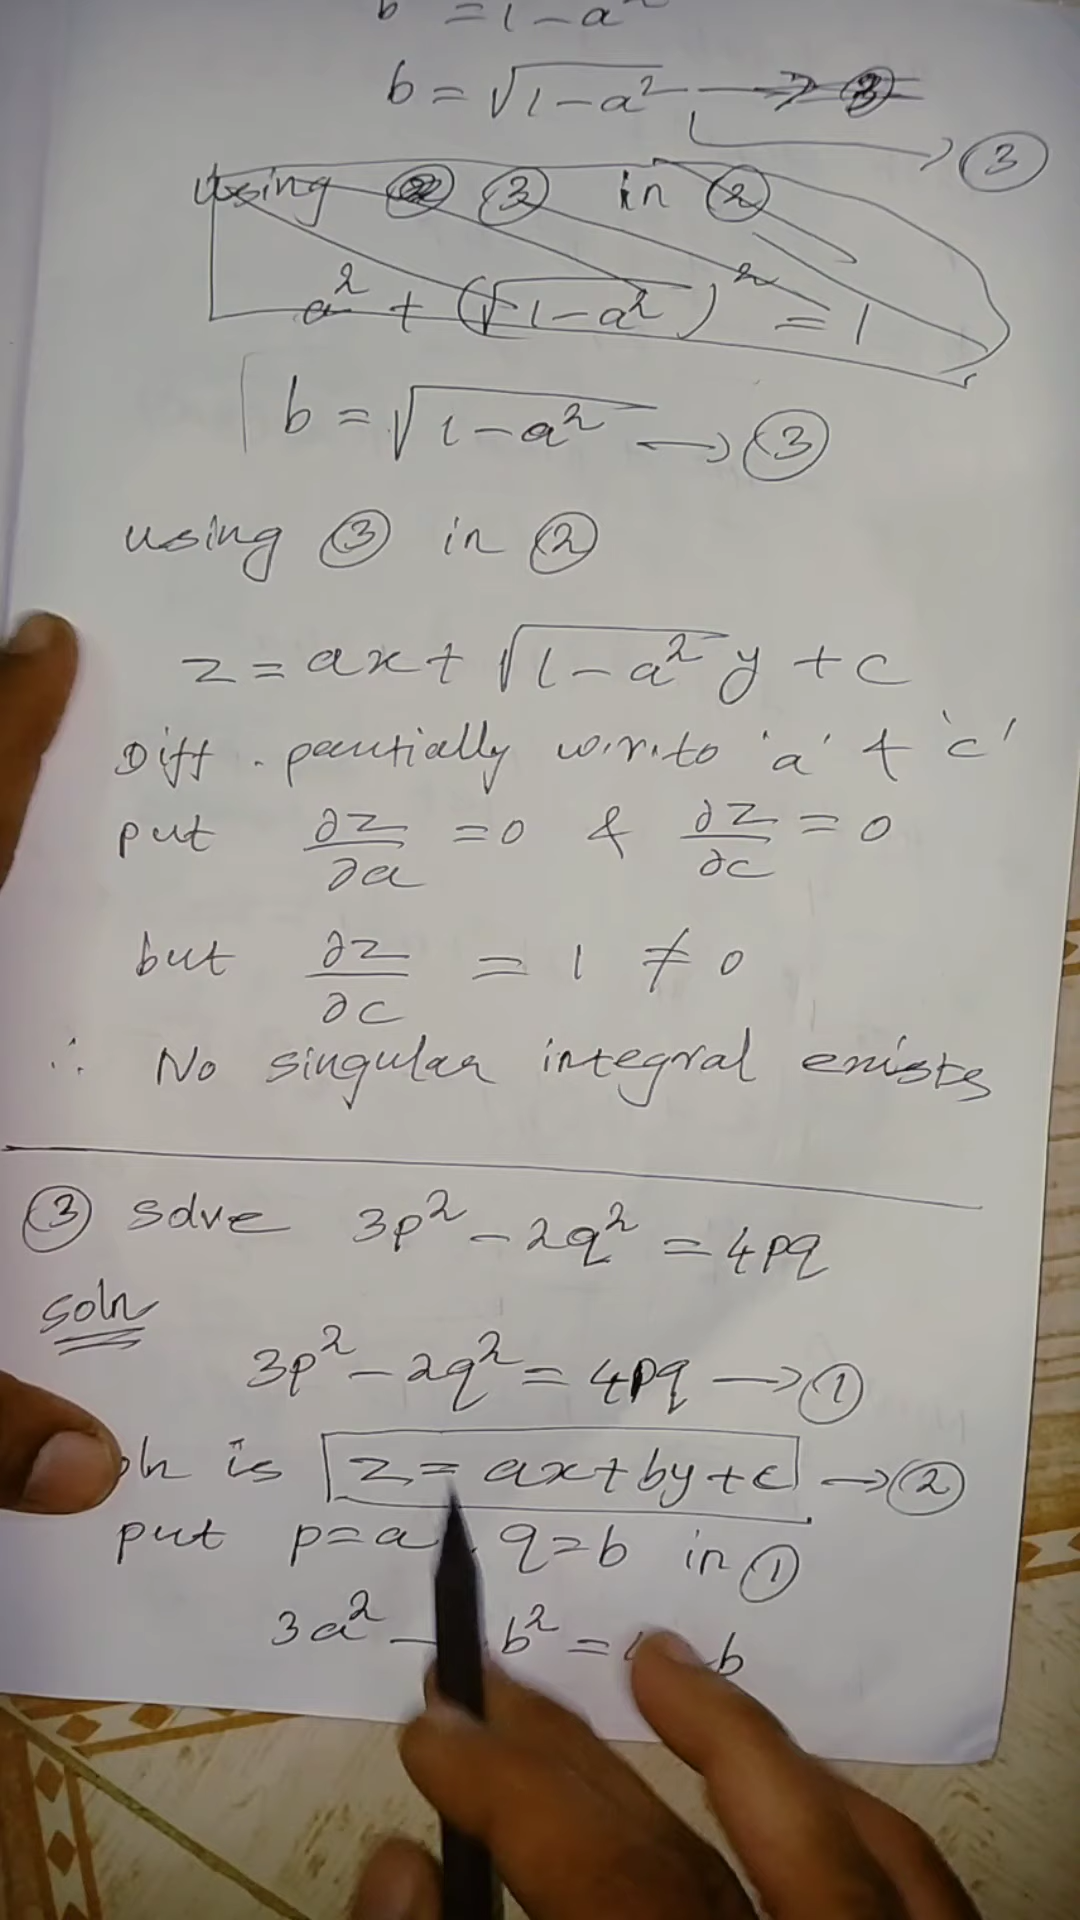 b = 1 - a²
b = √1-a² → ③
using ③ in ②
a² + (√1-a²)² = 1
b = √1-a² → ③
using ③ in ②
z = ax + √1-a² y + c
Diff. partially w.r.to 'a' & 'c'
put ∂z/∂a = 0 & ∂z/∂c = 0
but ∂z/∂c = 1 ≠ 0
∴ No singular integral exists
③ solve 3p² - 2q² = 4pq
soln
3p² - 2q² = 4pq → ①
is z = ax + by + c → ②
put p = a, q = b in ①
3a² - b² = b